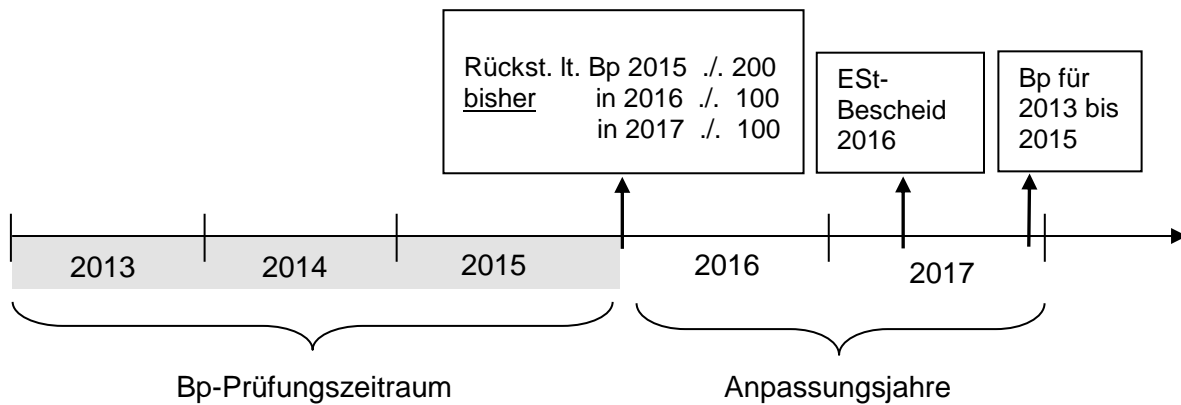 Rückst. lt. Bp 2015 ./. 200
bisher in 2016 ./. 100
in 2017 ./. 100
ESt-
Bescheid
2016
Bp für
2013 bis
2015
2013
2014
2015
2016
2017
Bp-Prüfungszeitraum
Anpassungsjahre